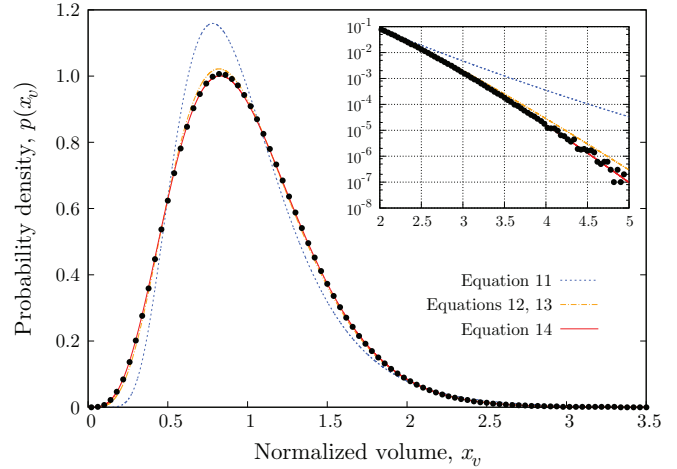 1.2
1.0
0.8
0.6
0.4
0.2
0
Probability density, p(x_v)
10^-1
10^-2
10^-3
10^-4
10^-5
10^-6
10^-7
10^-8
2 2.5 3 3.5 4 4.5 5
Equation 11
Equations 12, 13
Equation 14
0 0.5 1 1.5 2 2.5 3 3.5
Normalized volume, x_v